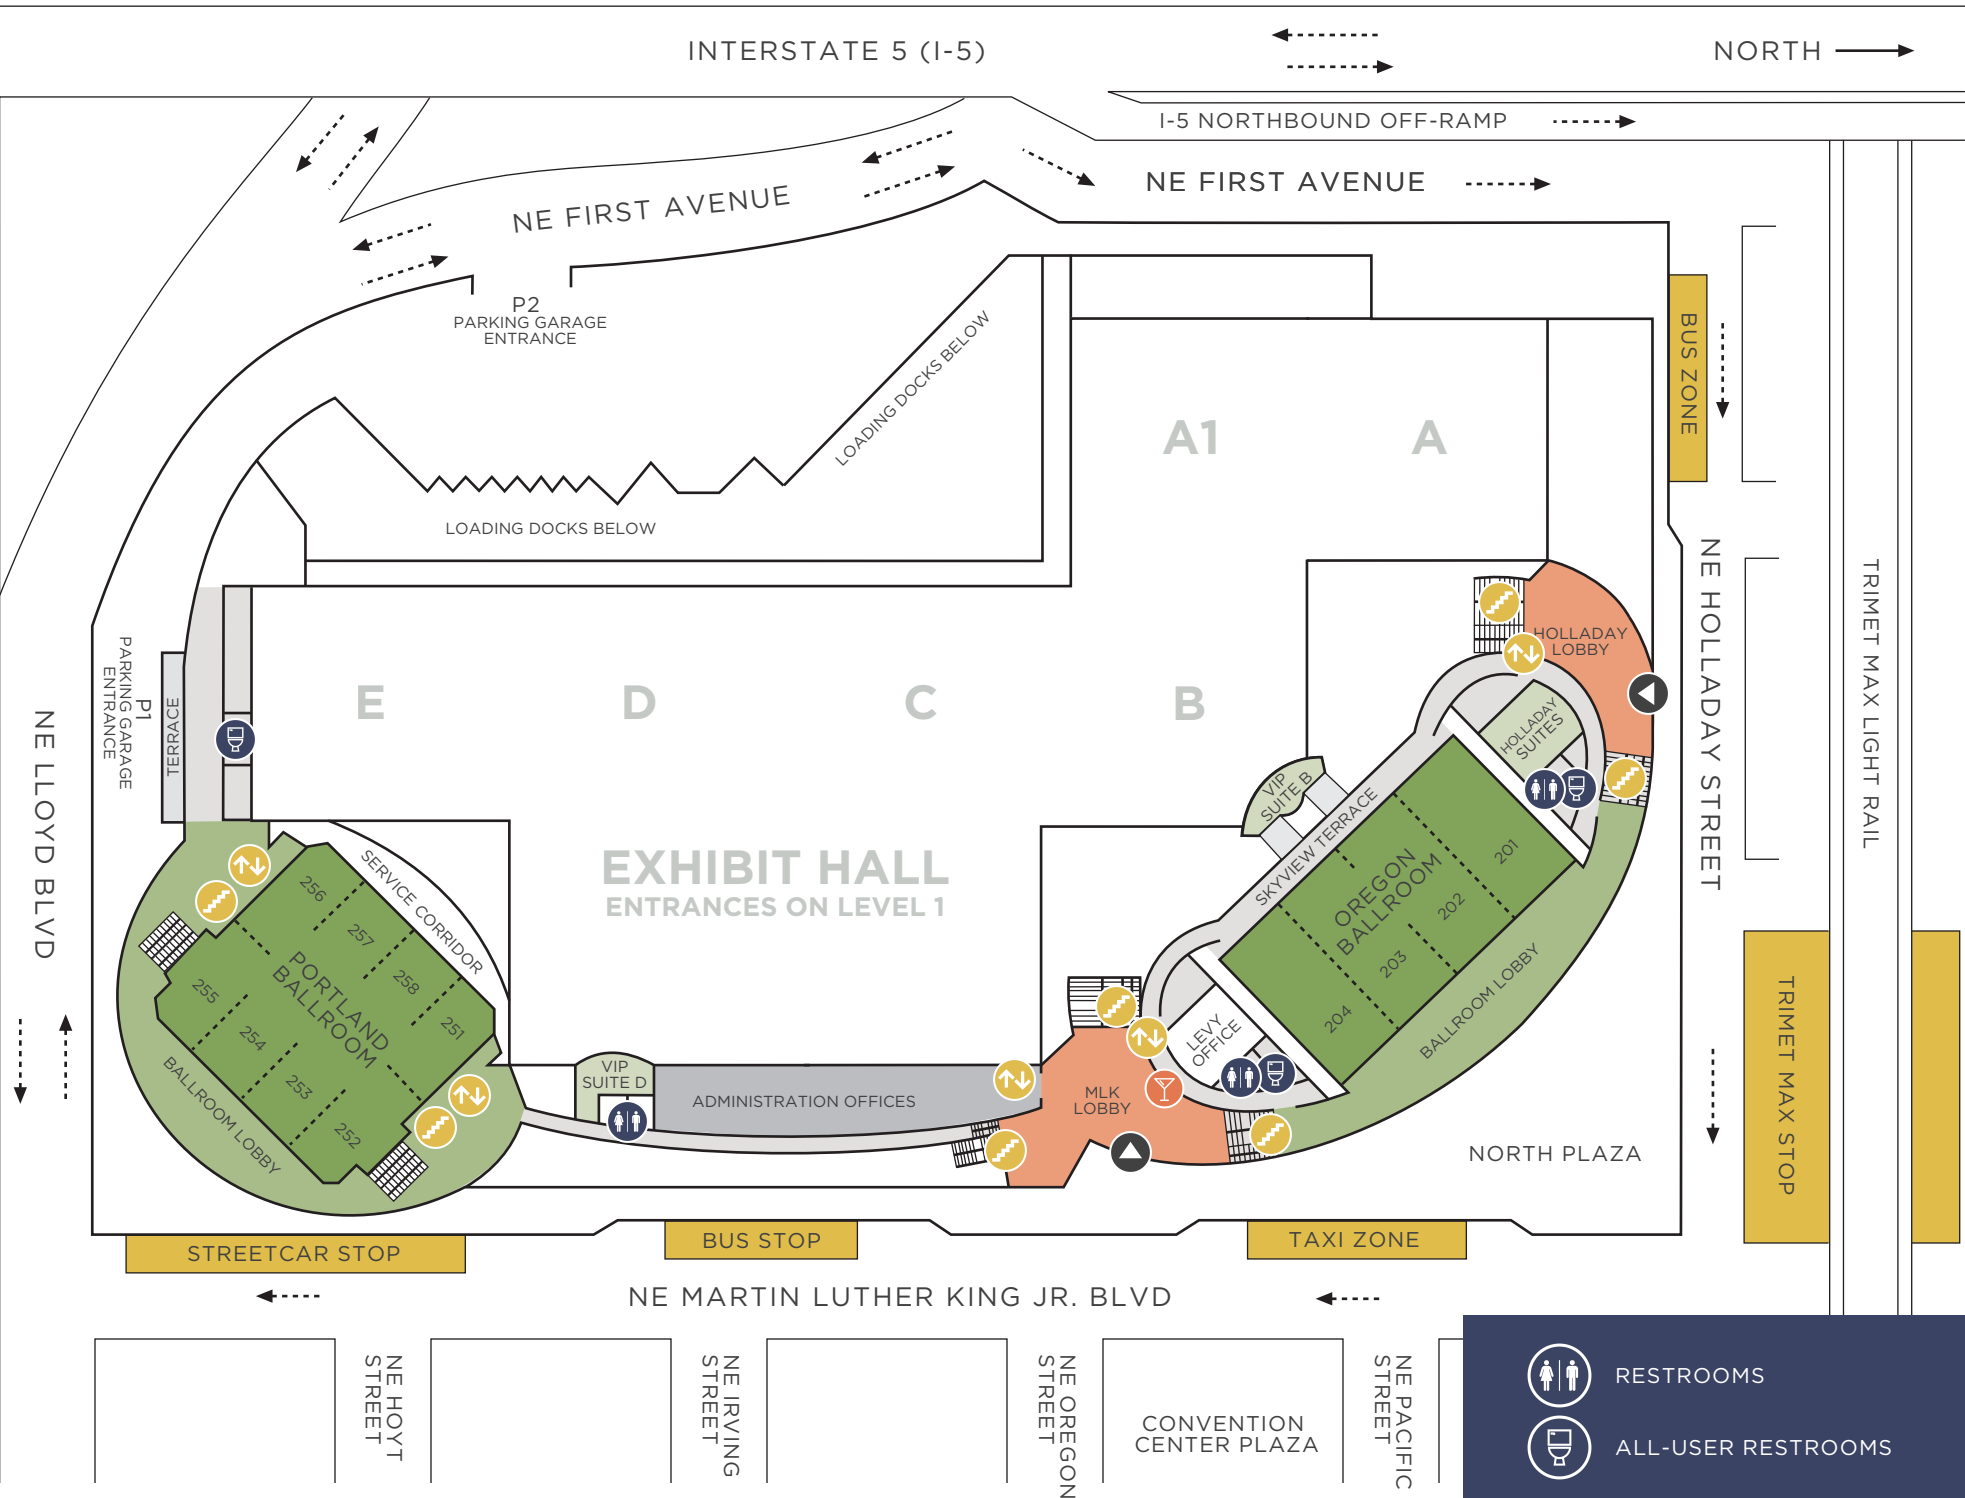 INTERSTATE 5 (I-5)
NORTH
I-5 NORTHBOUND OFF-RAMP
NE FIRST AVENUE
NE FIRST AVENUE
P2
PARKING GARAGE
ENTRANCE
LOADING DOCKS BELOW
LOADING DOCKS BELOW
BUS ZONE
A1
A
NE HOLLADAY STREET
TRIMET MAX LIGHT RAIL
HOLLADAY
LOBBY
P1
PARKING GARAGE
ENTRANCE
TERRACE
NE LLOYD BLVD
E
D
C
B
HOLLADAY
SUITES
VIP
SUITE B
SKYVIEW TERRACE
EXHIBIT HALL
ENTRANCES ON LEVEL 1
OREGON
BALLROOM
201
202
203
204
BALLROOM LOBBY
SERVICE CORRIDOR
256
257
258
251
PORTLAND
BALLROOM
255
254
253
252
BALLROOM LOBBY
LEVY
OFFICE
VIP
SUITE D
ADMINISTRATION OFFICES
MLK
LOBBY
NORTH PLAZA
TRIMET MAX STOP
STREETCAR STOP
BUS STOP
TAXI ZONE
NE MARTIN LUTHER KING JR. BLVD
NE HOYT
STREET
NE IRVING
STREET
NE OREGON
STREET
CONVENTION
CENTER PLAZA
NE PACIFIC
STREET
RESTROOMS
ALL-USER RESTROOMS